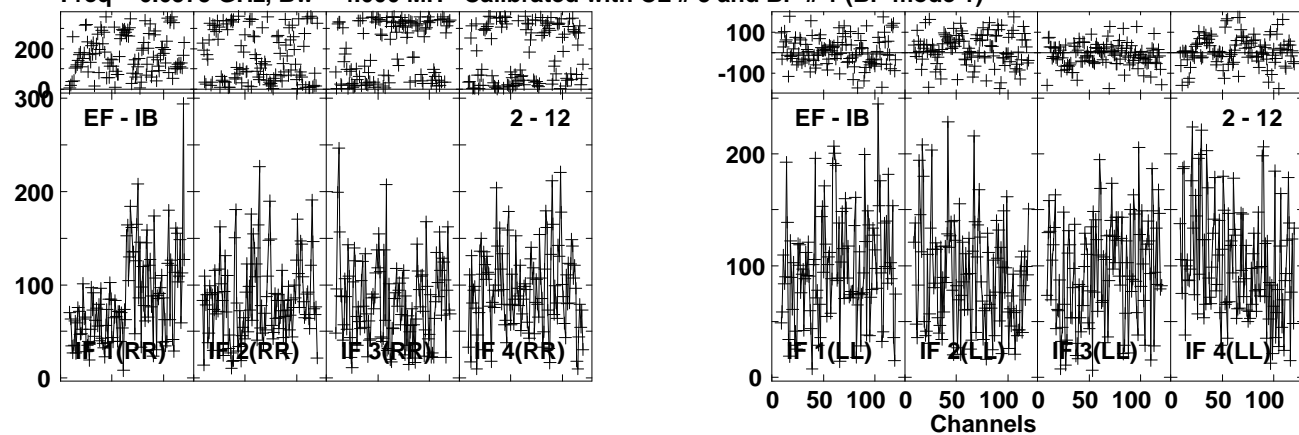 Calibrated with CL # 6 and BP # 1 (BP mode 1)
200
0
100
-100
300
200
100
0
EF - IB
2 - 12
IF 1(RR)
IF 2(RR)
IF 3(RR)
IF 4(RR)
200
100
0
EF - IB
2 - 12
IF 1(LL)
IF 2(LL)
IF 3(LL)
IF 4(LL)
0 50 100 0 50 100 0 50 100 0 50 100
Channels